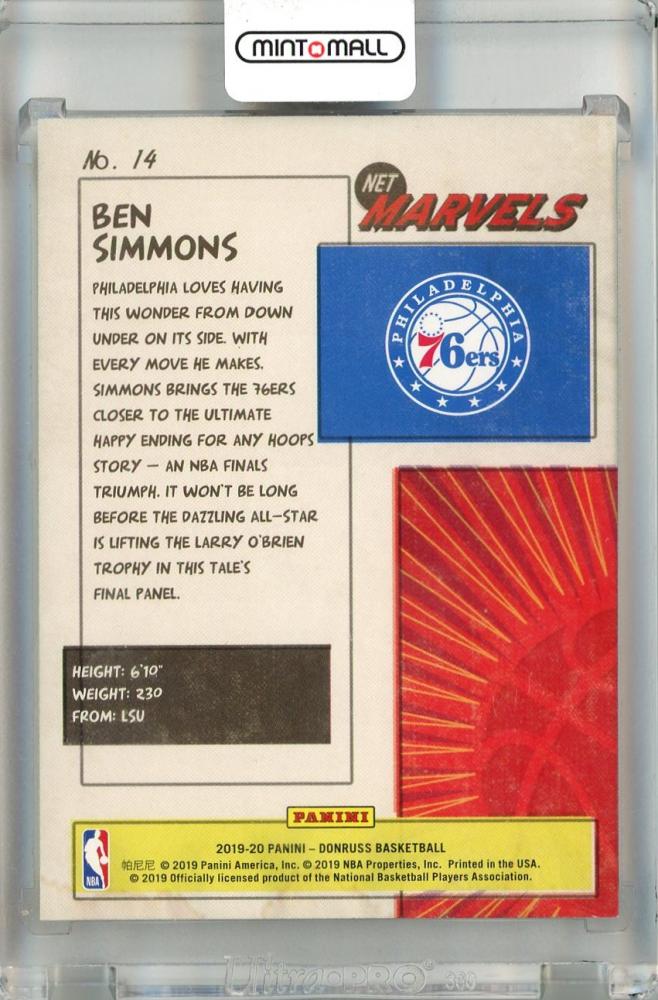 MINT MALL
No. 14
NET
MARVELS
BEN
SIMMONS
PHILADELPHIA LOVES HAVING
THIS WONDER FROM DOWN
UNDER ON ITS SIDE. WITH
EVERY MOVE HE MAKES,
SIMMONS BRINGS THE 76ERS
CLOSER TO THE ULTIMATE
HAPPY ENDING FOR ANY HOOPS
STORY — AN NBA FINALS
TRIUMPH. IT WON'T BE LONG
BEFORE THE DAZZLING ALL-STAR
IS LIFTING THE LARRY O'BRIEN
TROPHY IN THIS TALE'S
FINAL PANEL.
PHILADELPHIA
76ers
HEIGHT: 6'10"
WEIGHT: 230
FROM: LSU
PANINI
2019-20 PANINI – DONRUSS BASKETBALL
帕尼尼 © 2019 Panini America, Inc. © 2019 NBA Properties, Inc. Printed in the USA.
© 2019 Officially licensed product of the National Basketball Players Association.
NBA
Ultra·PRO® 360